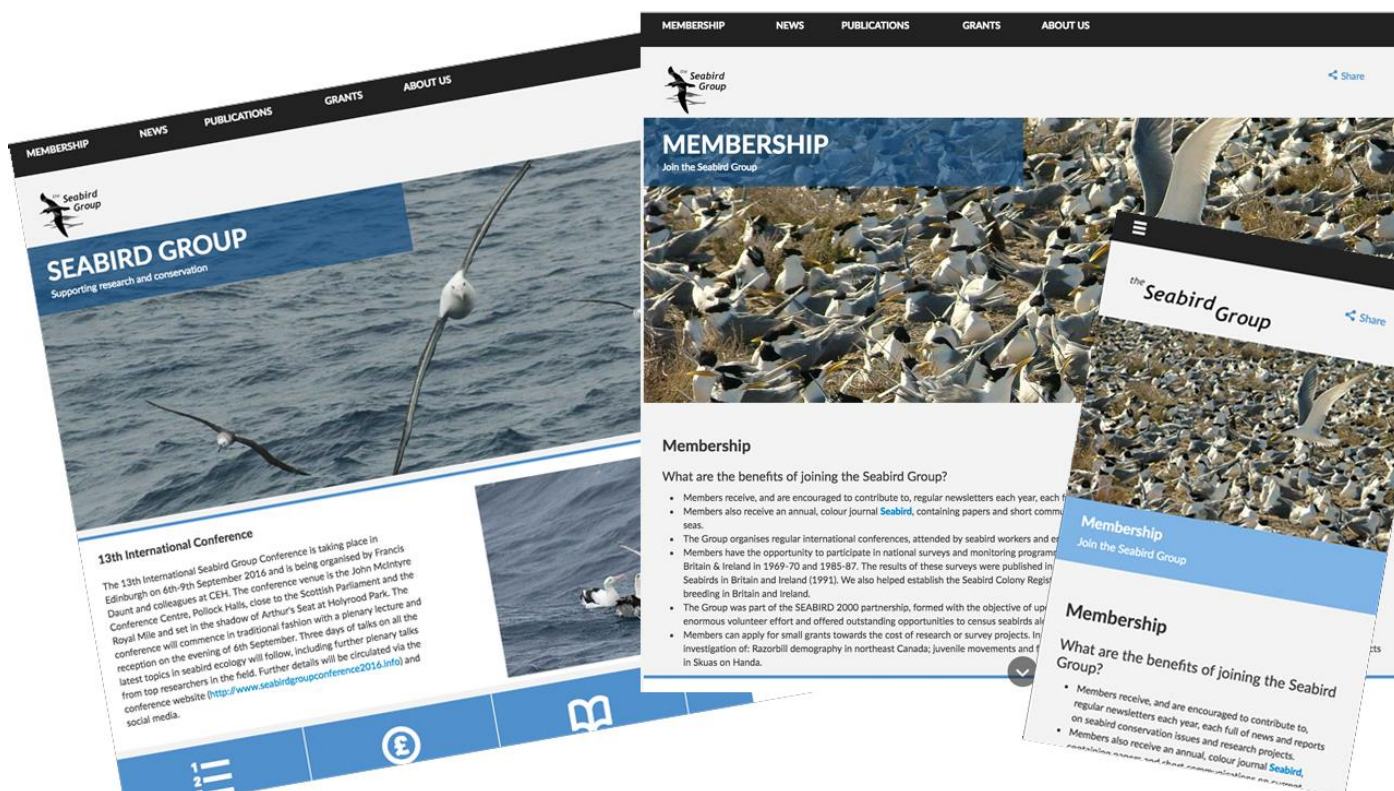 MEMBERSHIP NEWS PUBLICATIONS GRANTS ABOUT US
the Seabird
Group
SEABIRD GROUP
Supporting research and conservation
13th International Conference
The 13th International Seabird Group Conference is taking place in
Edinburgh on 6th-9th September 2016 and is being organised by Francis
Daunt and colleagues at CEH. The conference venue is the John McIntyre
Conference Centre, Pollock Halls, close to the Scottish Parliament and the
Royal Mile and set in the shadow of Arthur's Seat at Holyrood Park. The
conference will commence in traditional fashion with a plenary lecture and
reception on the evening of 6th September. Three days of talks on all the
latest topics in seabird ecology will follow, including further plenary talks
from top researchers in the field. Further details will be circulated via the
conference website (http://www.seabirdgroupconference2016.info) and
social media.
1
2
£
MEMBERSHIP NEWS PUBLICATIONS GRANTS ABOUT US
the Seabird
Group
Share
MEMBERSHIP
Join the Seabird Group
Membership
What are the benefits of joining the Seabird Group?
• Members receive, and are encouraged to contribute to, regular newsletters each year, each f
• Members also receive an annual, colour journal Seabird, containing papers and short commu
seas.
• The Group organises regular international conferences, attended by seabird workers and en
• Members have the opportunity to participate in national surveys and monitoring programm
Britain & Ireland in 1969-70 and 1985-87. The results of these surveys were published in
Seabirds in Britain and Ireland (1991). We also helped establish the Seabird Colony Regis
breeding in Britain and Ireland.
• The Group was part of the SEABIRD 2000 partnership, formed with the objective of up
enormous volunteer effort and offered outstanding opportunities to census seabirds al
• Members can apply for small grants towards the cost of research or survey projects. In
investigation of: Razorbill demography in northeast Canada; juvenile movements and f
in Skuas on Handa.
the Seabird Group
Share
Membership
Join the Seabird Group
Membership
What are the benefits of joining the Seabird
Group?
• Members receive, and are encouraged to contribute to,
regular newsletters each year, each full of news and reports
on seabird conservation issues and research projects.
• Members also receive an annual, colour journal Seabird,
containing papers and short communications on current